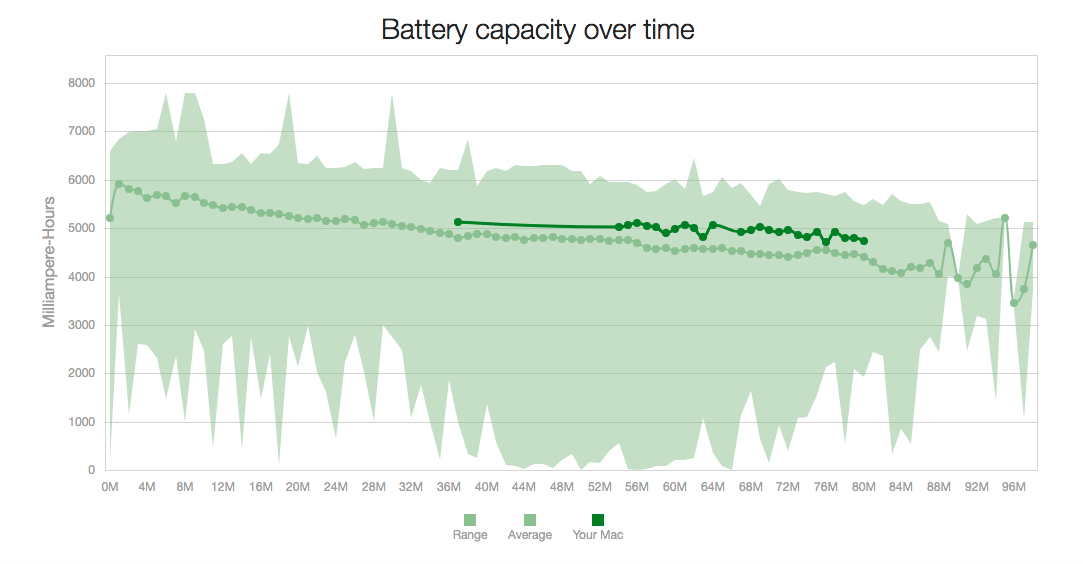 Battery capacity over time
Milliampere-Hours
8000
7000
6000
5000
4000
3000
2000
1000
0
0M 4M 8M 12M 16M 20M 24M 28M 32M 36M 40M 44M 48M 52M 56M 60M 64M 68M 72M 76M 80M 84M 88M 92M 96M
Range Average Your Mac